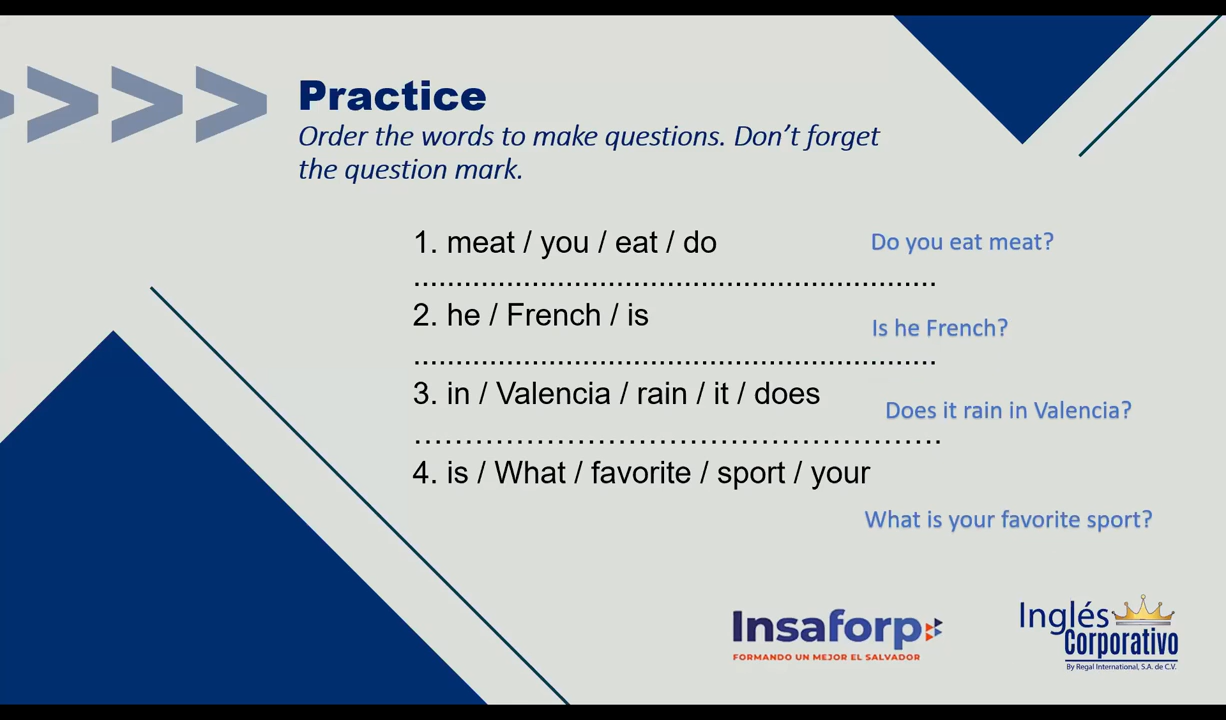 Practice
Order the words to make questions. Don't forget
the question mark.
1. meat / you / eat / do
Do you eat meat?
..............................................................
2. he / French / is
Is he French?
..............................................................
3. in / Valencia / rain / it / does
Does it rain in Valencia?
…………………………………………………….
4. is / What / favorite / sport / your
What is your favorite sport?
Insaforp
FORMANDO UN MEJOR EL SALVADOR
Inglés
Corporativo
By Regal International, S.A. de C.V.